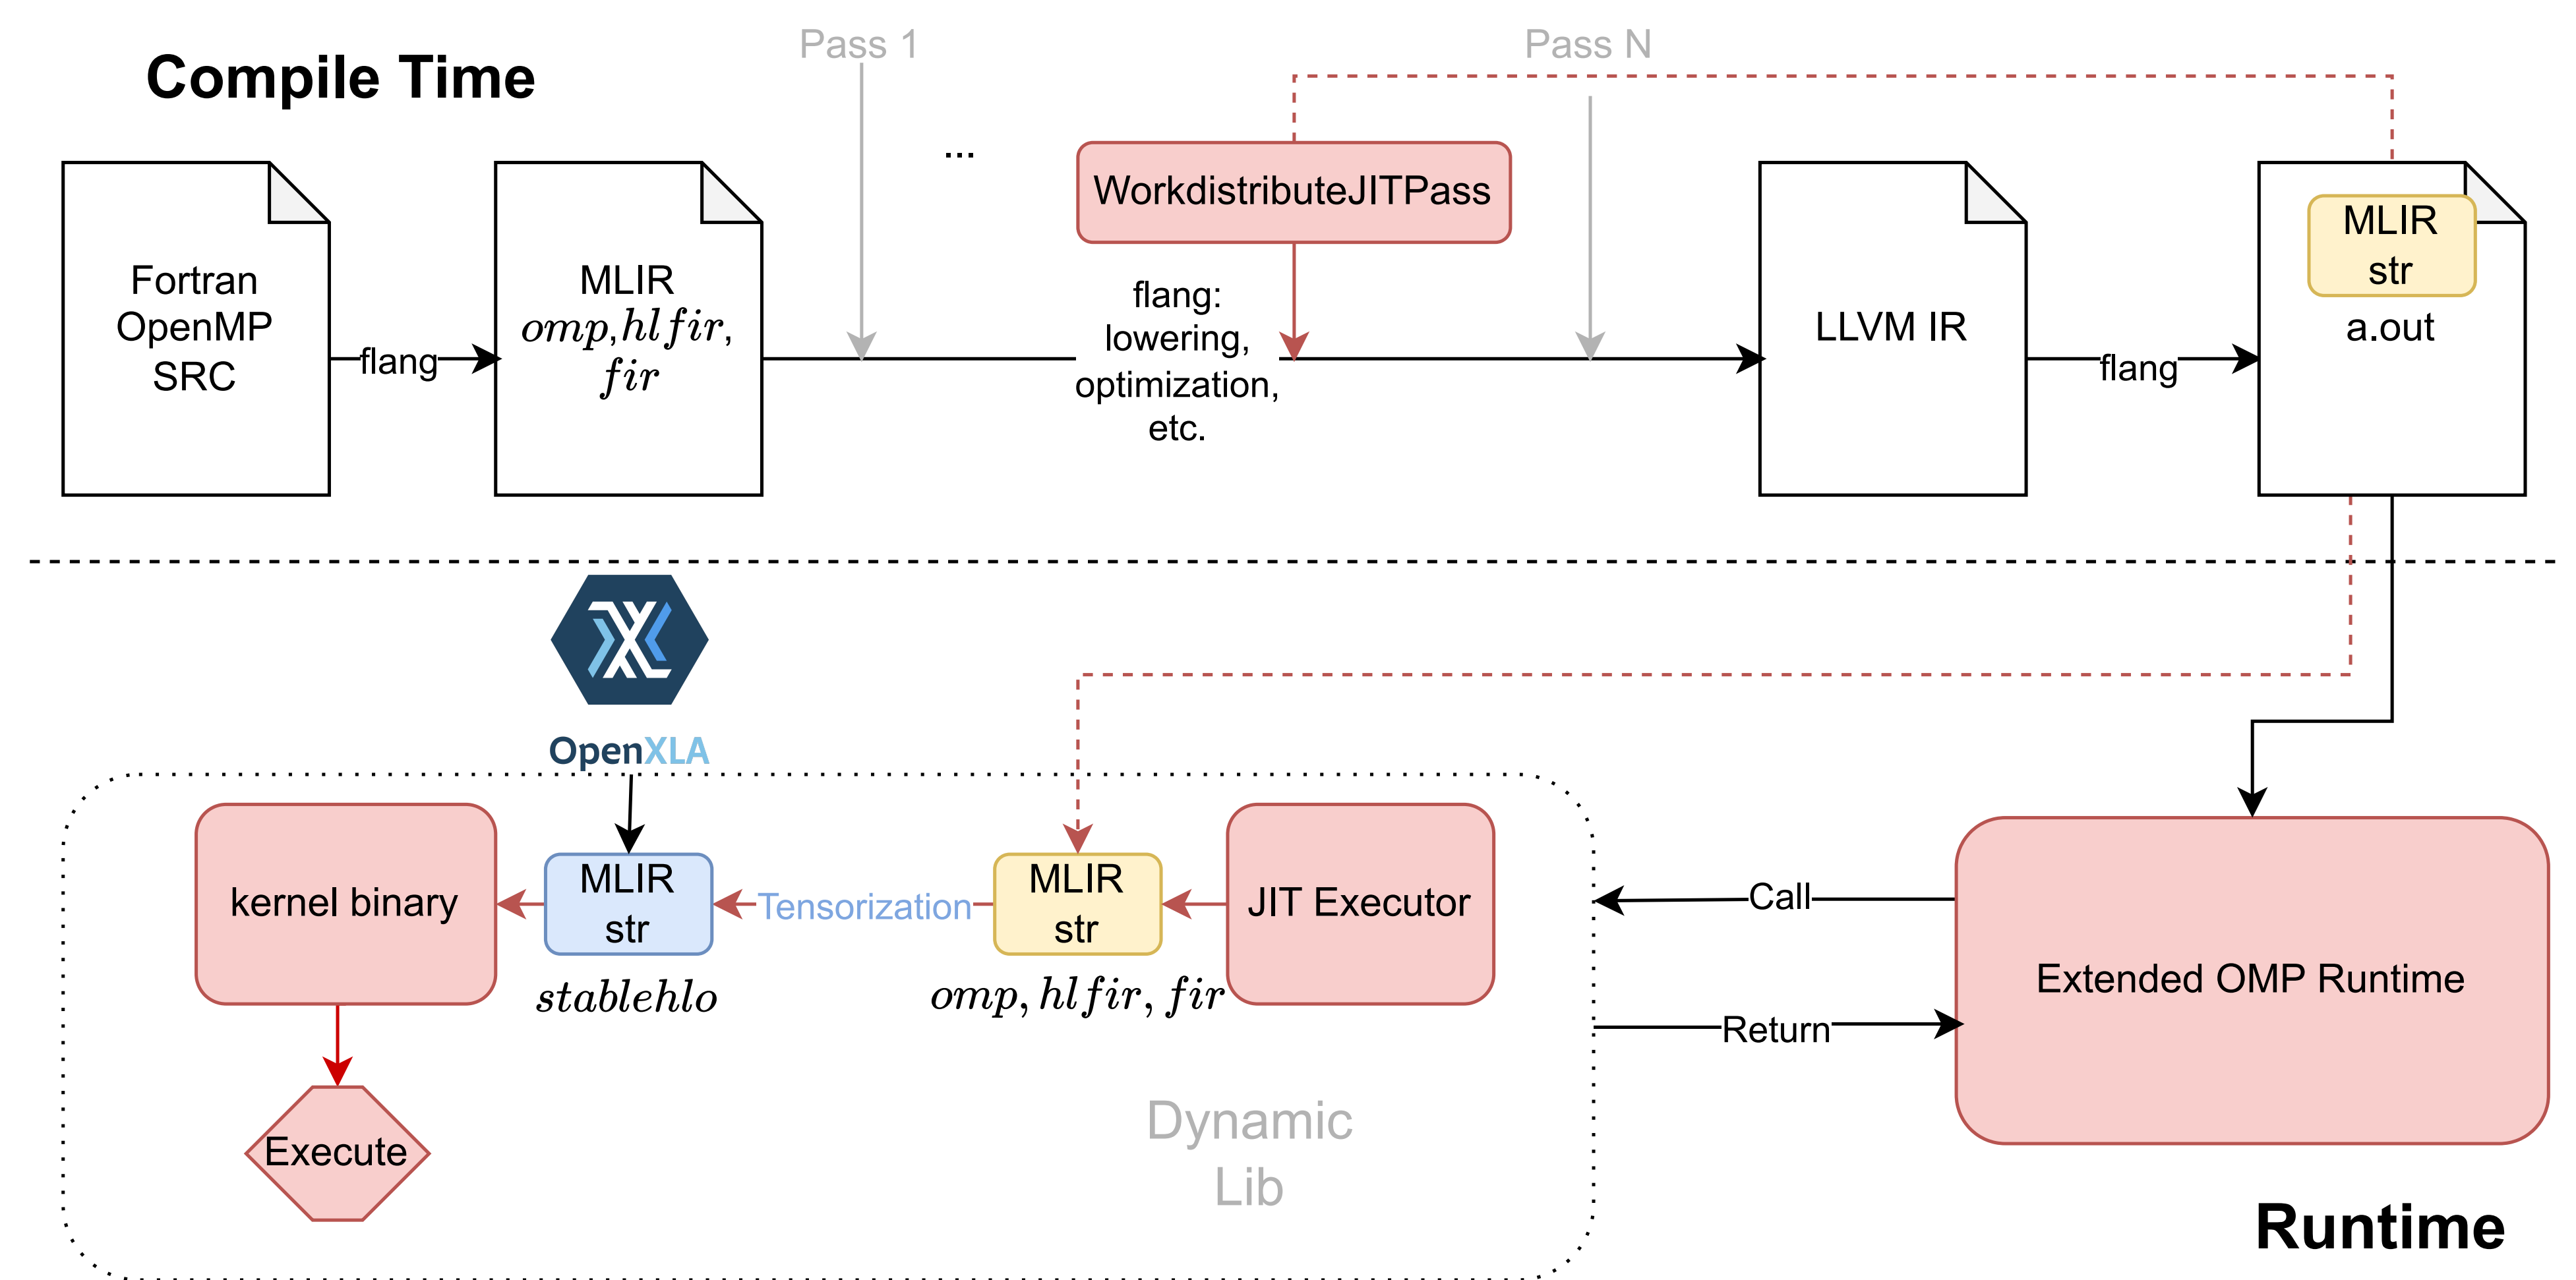 Compile Time
Pass 1
Pass N
...
WorkdistributeJITPass
Fortran
OpenMP
SRC
flang
MLIR
omp,hlfir,
fir
flang:
lowering,
optimization,
etc.
LLVM IR
flang
MLIR
str
a.out
OpenXLA
kernel binary
MLIR
str
stablehlo
Tensorization
MLIR
str
omp, hlfir, fir
JIT Executor
Call
Return
Extended OMP Runtime
Execute
Dynamic
Lib
Runtime